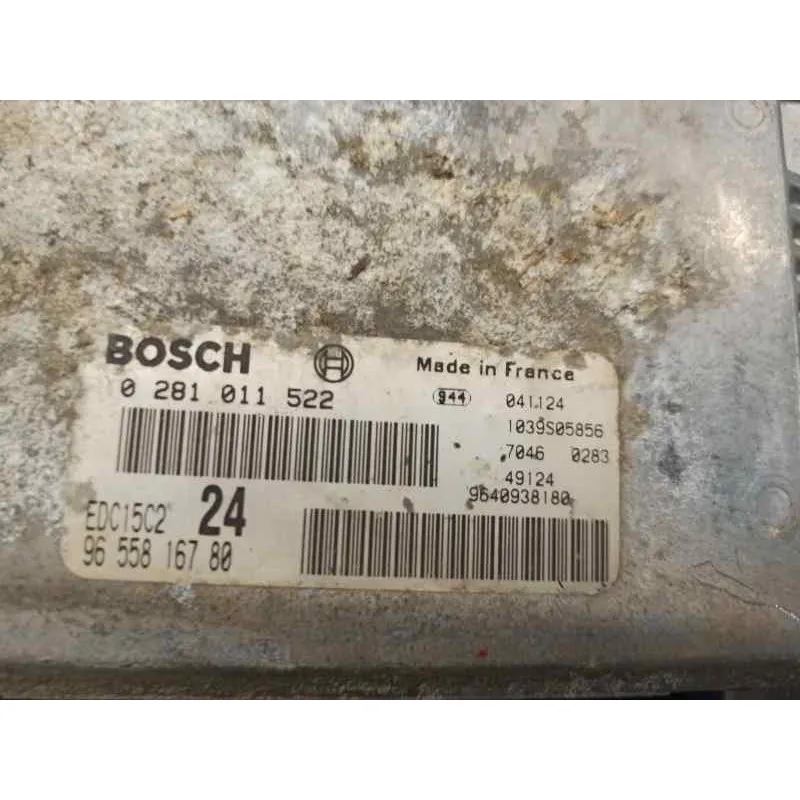 BOSCH
Made in France
0 281 011 522
944 041124
1039S05856
7046 0283
49124
9640938180
EDC15C2 24
96 558 167 80